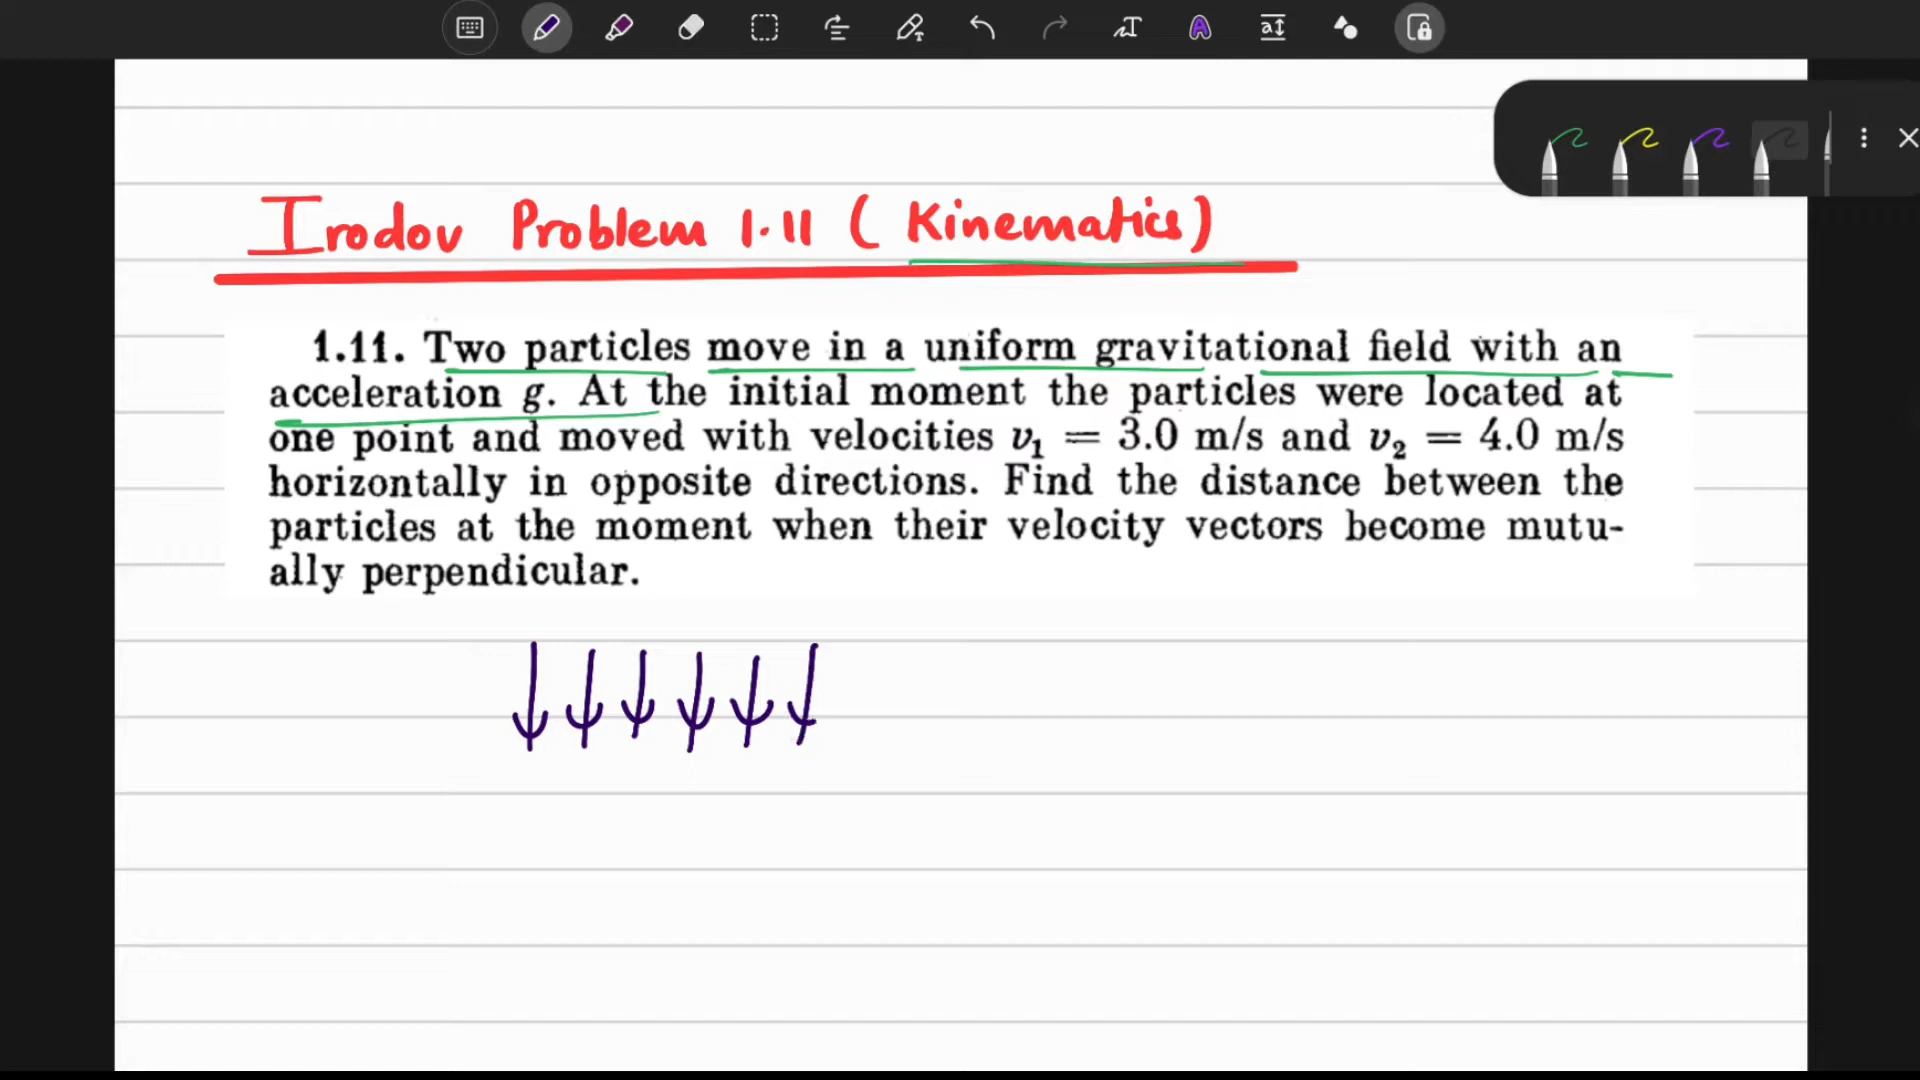 Irodov Problem 1.11 ( Kinematics)
1.11. Two particles move in a uniform gravitational field with an
acceleration g. At the initial moment the particles were located at
one point and moved with velocities v₁ = 3.0 m/s and v₂ = 4.0 m/s
horizontally in opposite directions. Find the distance between the
particles at the moment when their velocity vectors become mutu-
ally perpendicular.